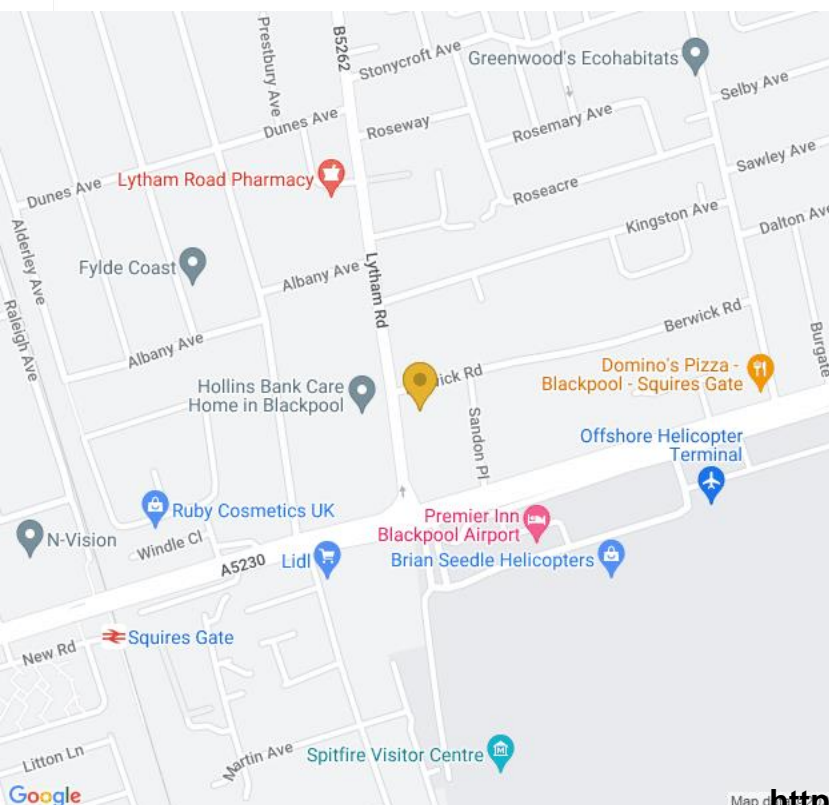 Prestbury Ave
B5262
Stonycroft Ave
Greenwood's Ecohabitats
Selby Ave
Dunes Ave
Roseway
Rosemary Ave
Sawley Ave
Lytham Road Pharmacy
Dunes Ave
Roseacre
Kingston Ave
Dalton Ave
Alderley Ave
Fylde Coast
Albany Ave
Lytham Rd
Raleigh Ave
Albany Ave
Berwick Rd
Burgate
Hollins Bank Care
Home in Blackpool
ick Rd
Domino's Pizza -
Blackpool - Squires Gate
Sandon Pl
Offshore Helicopter
Terminal
Ruby Cosmetics UK
Premier Inn
Blackpool Airport
N-Vision
Windle Cl
A5230
Lidl
Brian Seedle Helicopters
Squires Gate
New Rd
Litton Ln
Martin Ave
Spitfire Visitor Centre
Google
Map d
http